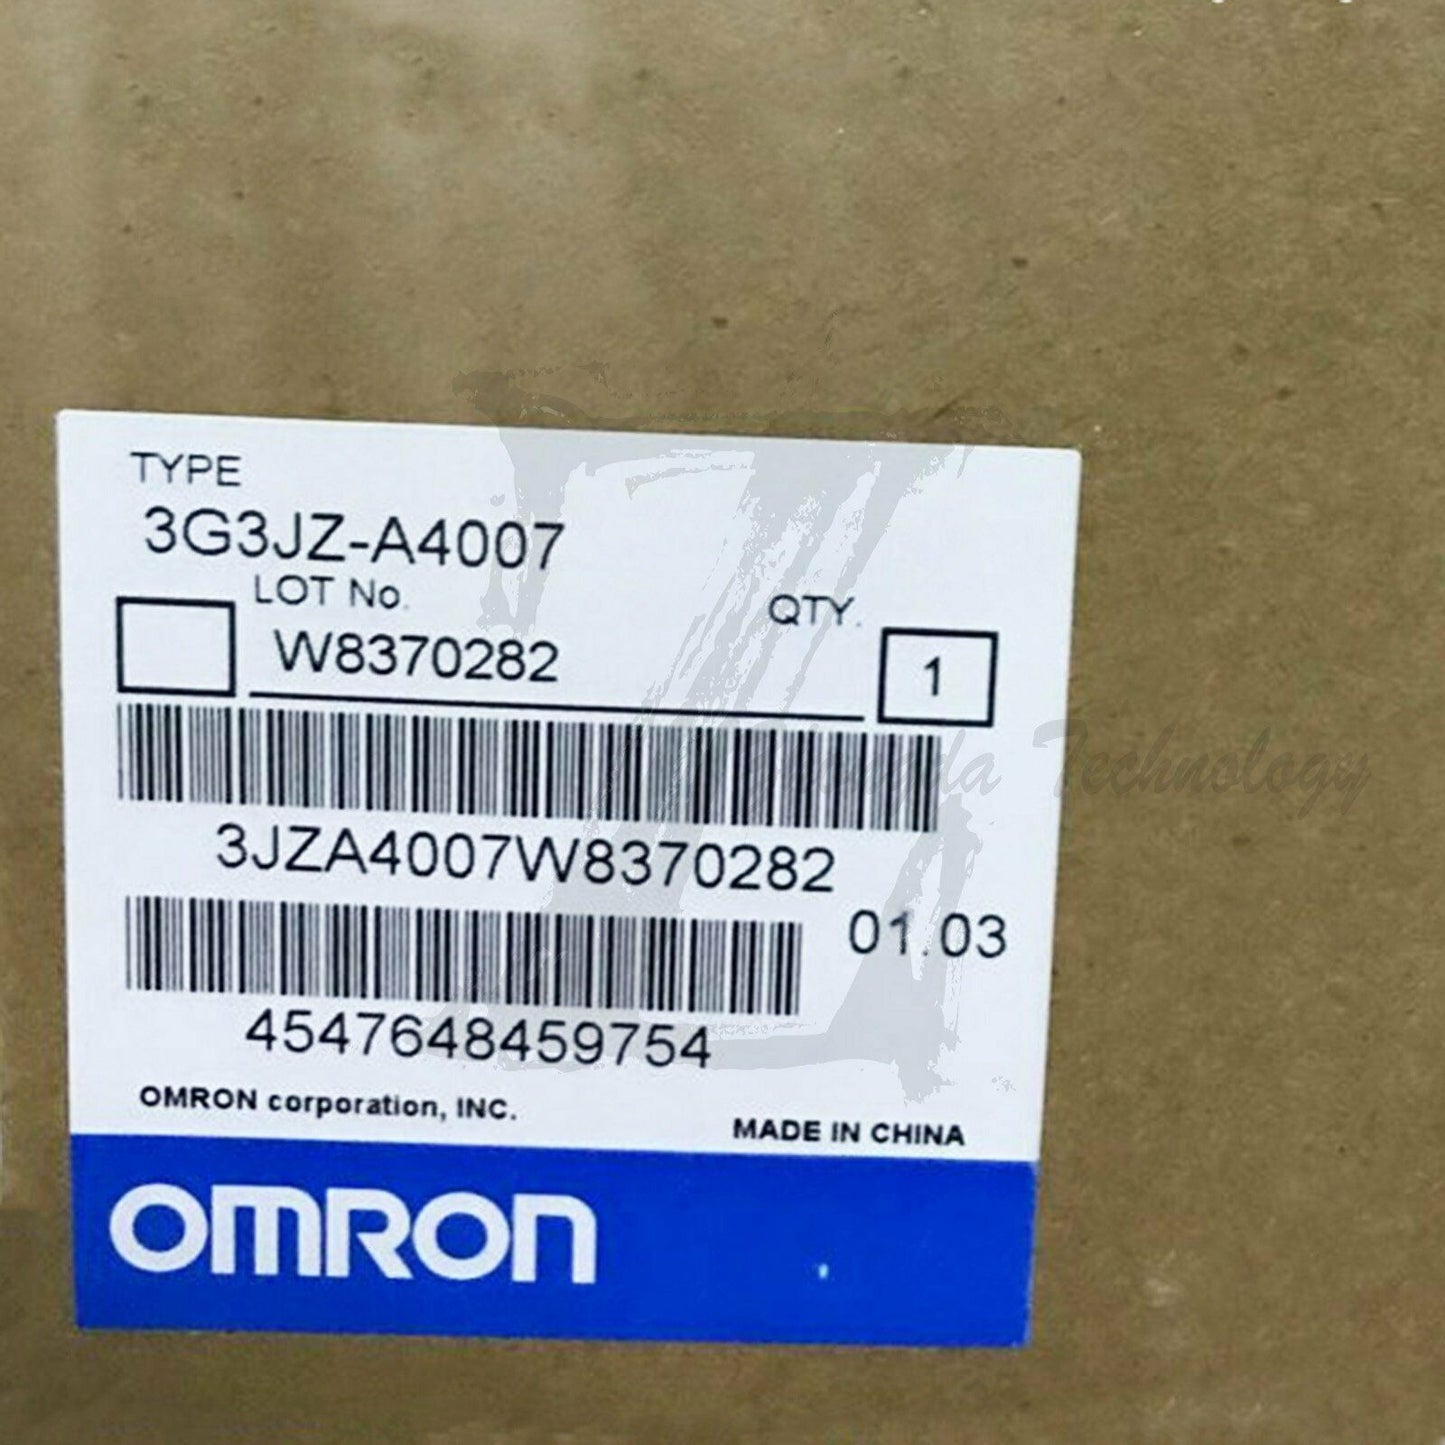 TYPE
3G3JZ-A4007
LOT No.
QTY.
W8370282
1
3JZA4007W8370282
01.03
4547648459754
OMRON corporation, INC.
MADE IN CHINA
OMRON
Technology